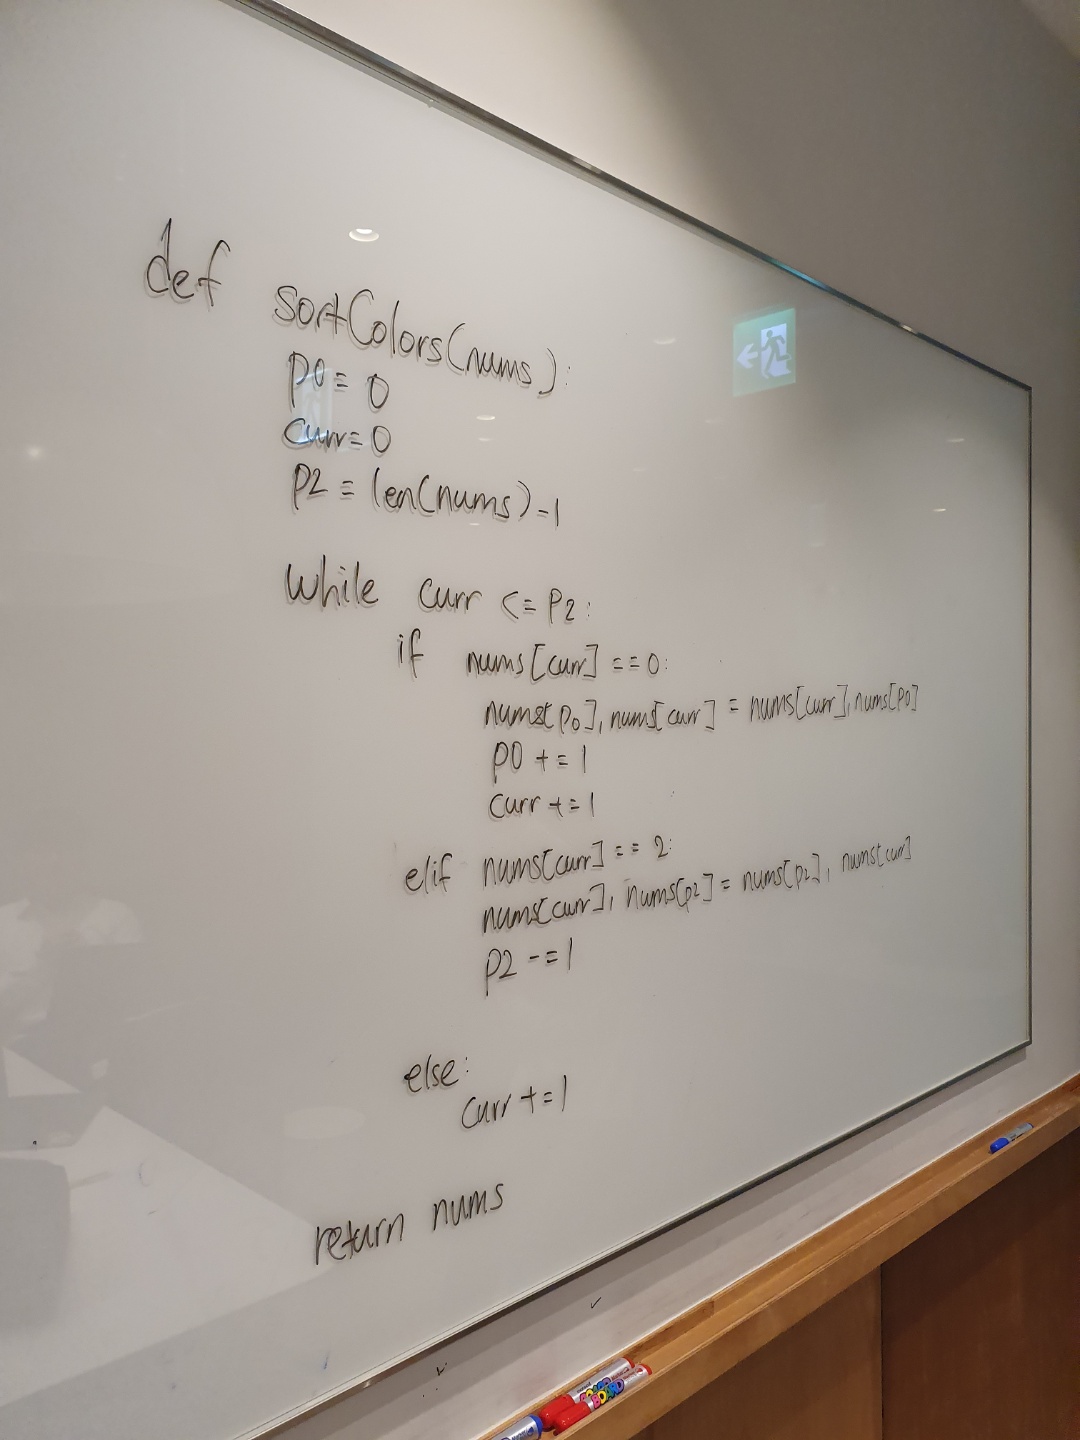 def sortColors(nums):
p0 = 0
curr = 0
p2 = len(nums) - 1
while curr <= p2:
if nums[curr] == 0:
nums[p0], nums[curr] = nums[curr], nums[p0]
p0 += 1
curr += 1
elif nums[curr] == 2:
nums[curr], nums[p2] = nums[p2], nums[curr]
p2 -= 1
else:
curr += 1
return nums
BOARD